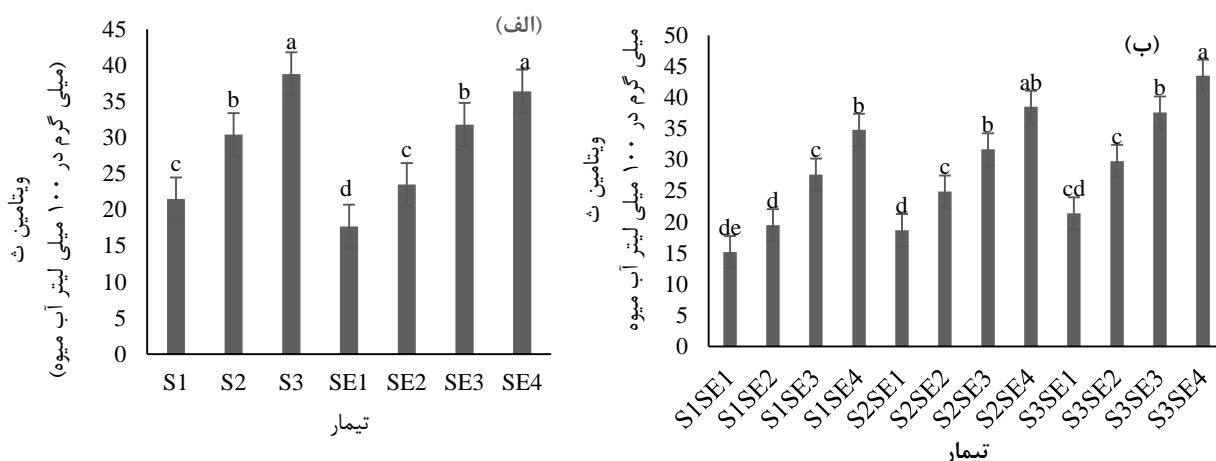 (الف)
ویتامین ث
(میلی گرم در ۱۰۰ میلی لیتر آب میوه)
45
40
35
30
25
20
15
10
5
0
c
b
a
d
c
b
a
S1 S2 S3 SE1 SE2 SE3 SE4
تیمار
(ب)
ویتامین ث
میلی گرم در ۱۰۰ میلی لیتر آب میوه
50
45
40
35
30
25
20
15
10
5
0
de
d
c
b
d
c
b
ab
cd
c
b
a
S1SE1 S1SE2 S1SE3 S1SE4 S2SE1 S2SE2 S2SE3 S2SE4 S3SE1 S3SE2 S3SE3 S3SE4
تیمار